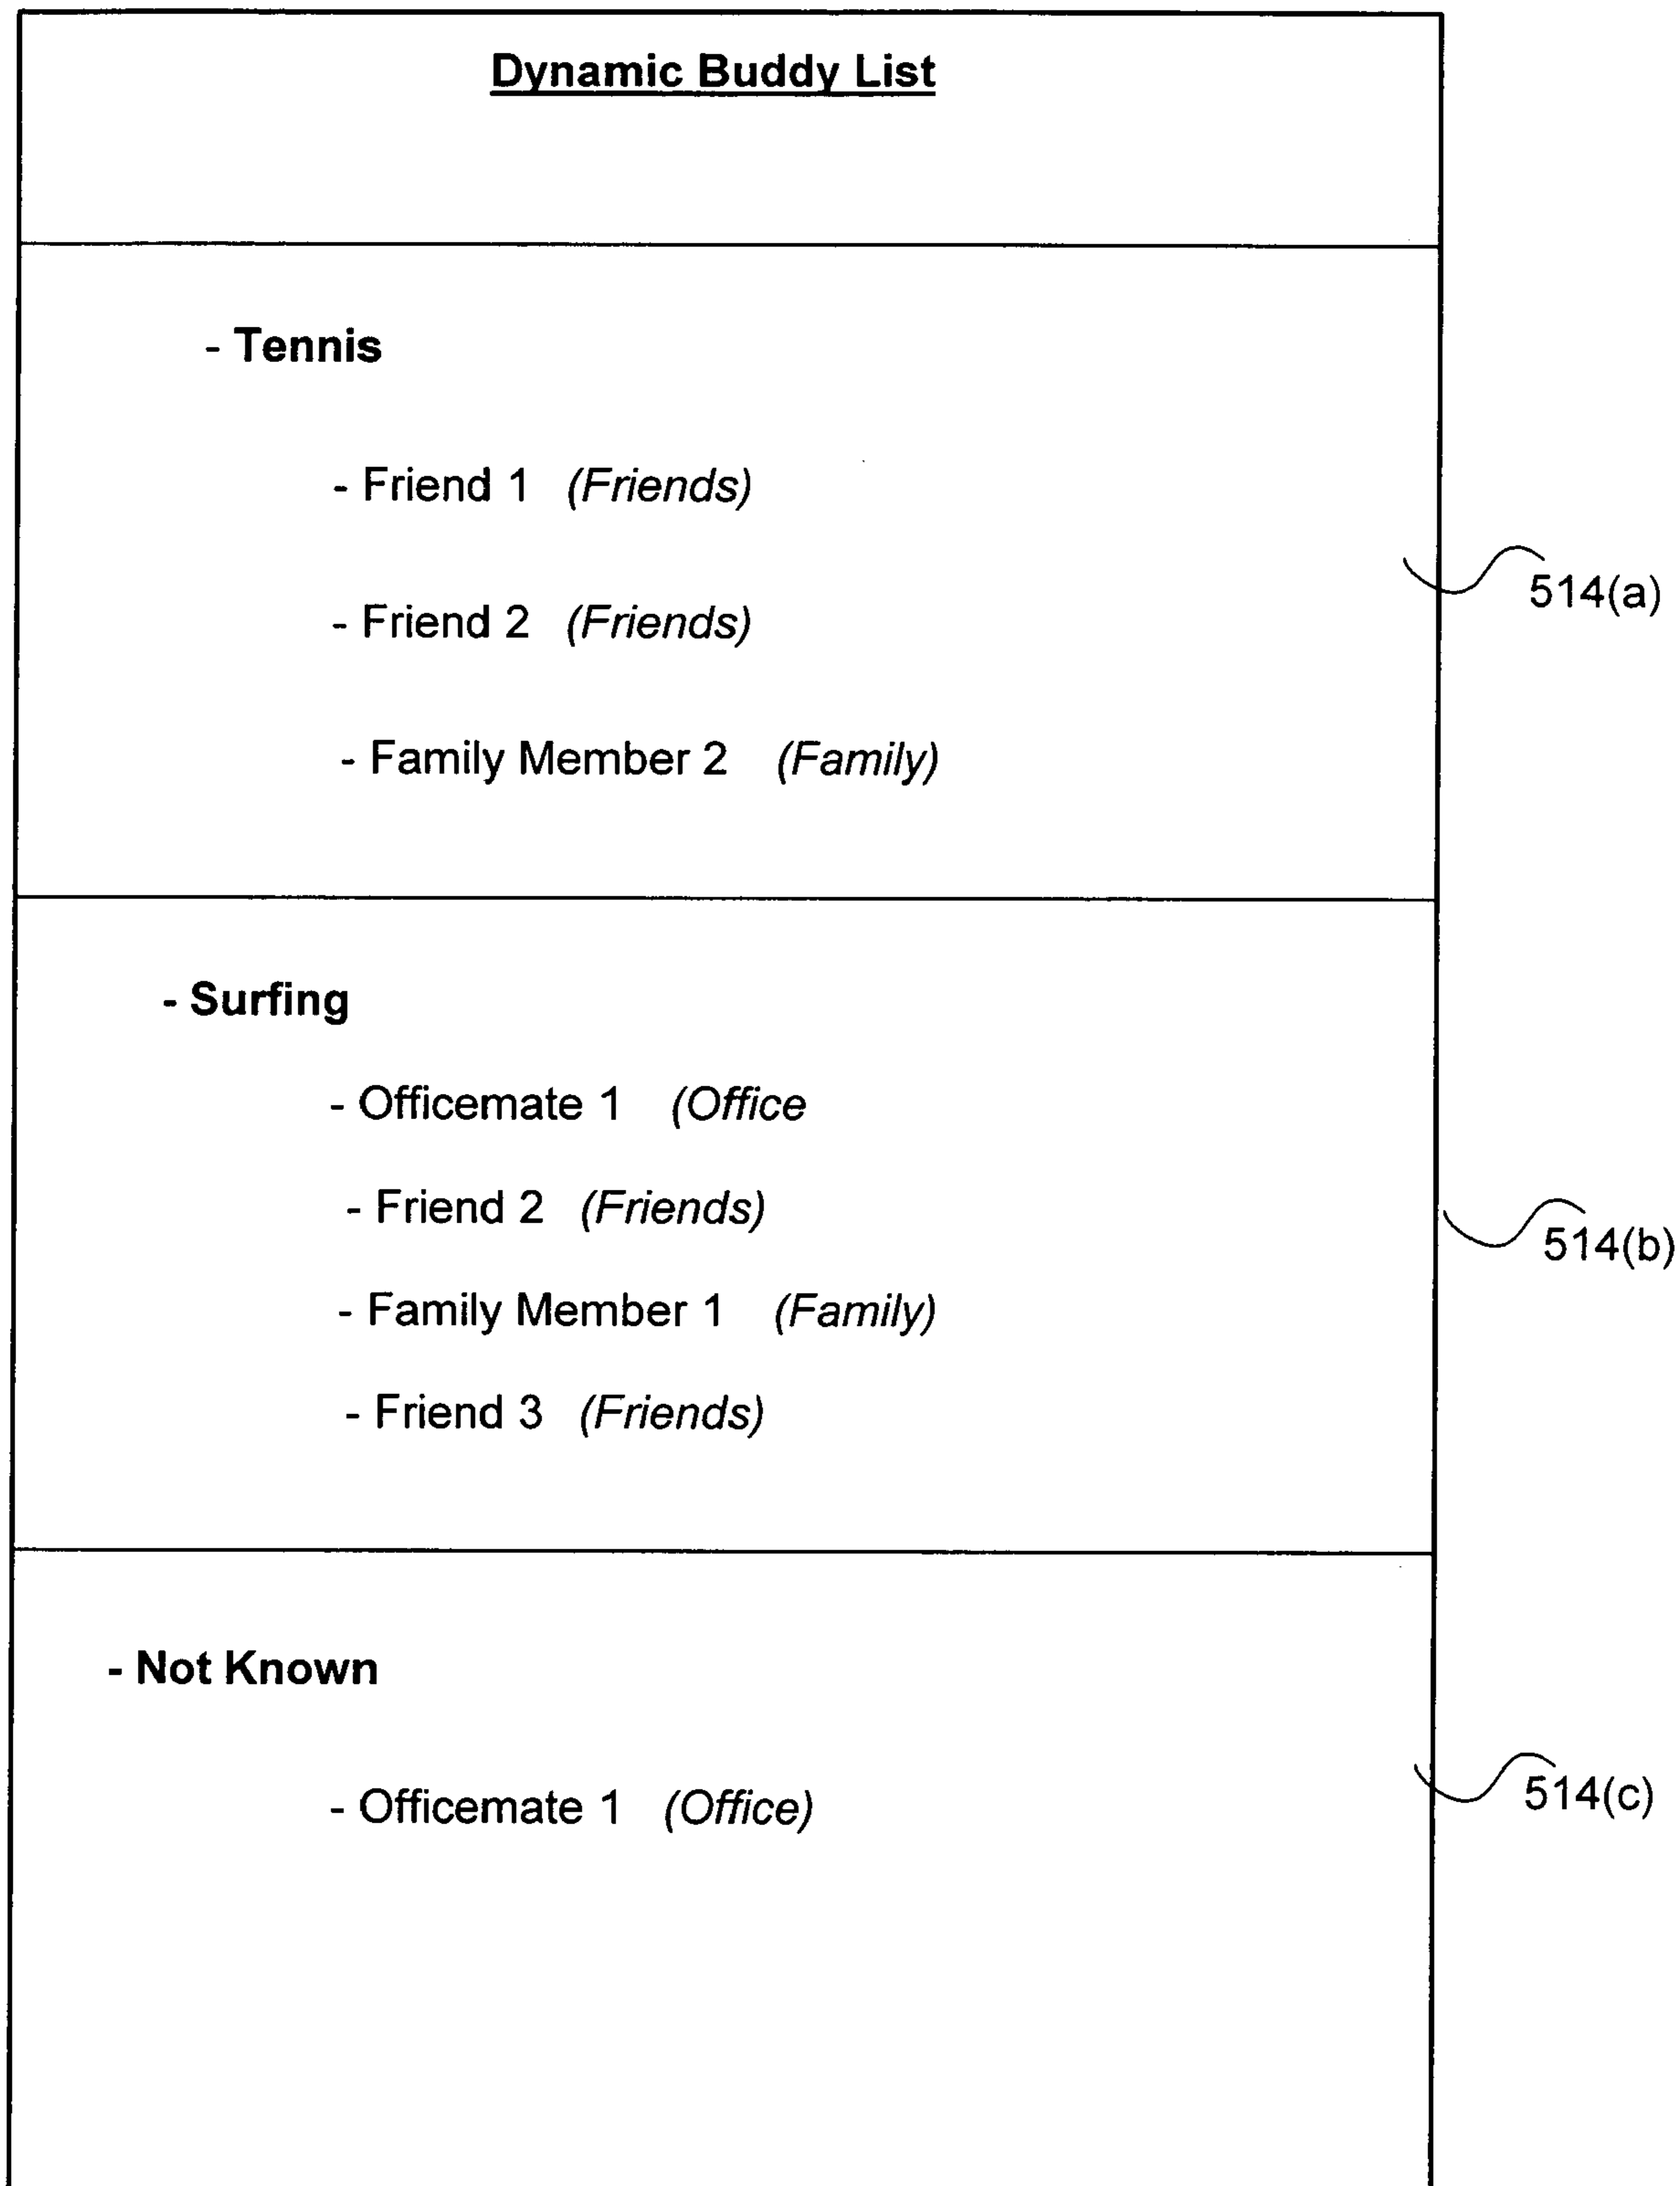 Dynamic Buddy List
- Tennis
- Friend 1 (Friends)
- Friend 2 (Friends)
514(a)
- Family Member 2 (Family)
- Surfing
- Officemate 1 (Office
- Friend 2 (Friends)
514(b)
- Family Member 1 (Family)
- Friend 3 (Friends)
- Not Known
- Officemate 1 (Office)
514(c)